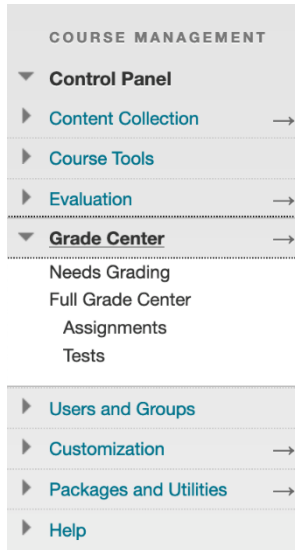 COURSE MANAGEMENT
Control Panel
Content Collection
Course Tools
Evaluation
Grade Center
Needs Grading
Full Grade Center
Assignments
Tests
Users and Groups
Customization
Packages and Utilities
Help